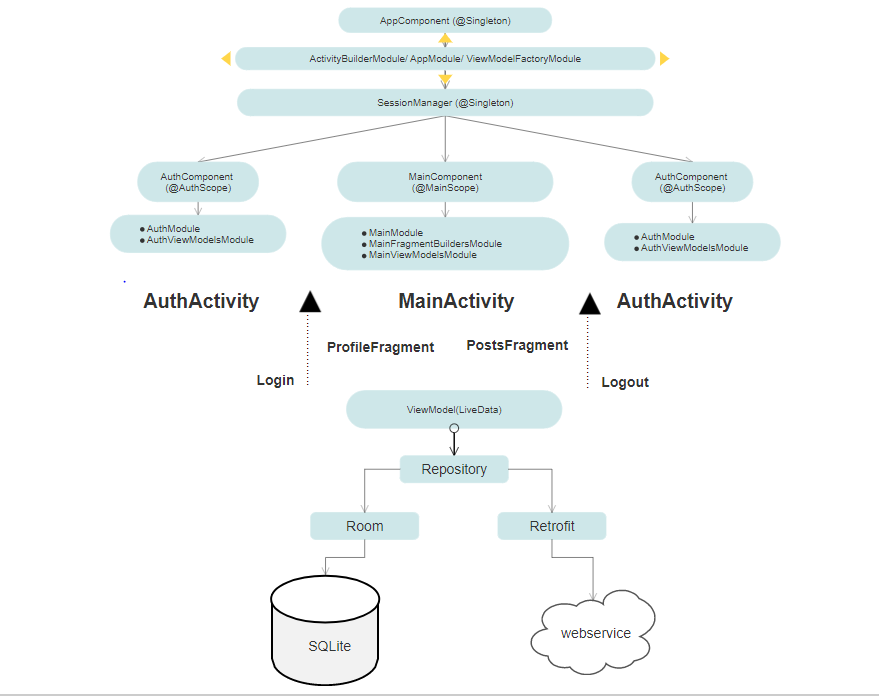 AppComponent (@Singleton)
ActivityBuilderModule/ AppModule/ ViewModelFactoryModule
SessionManager (@Singleton)
AuthComponent
(@AuthScope)
MainComponent
(@MainScope)
AuthComponent
(@AuthScope)
AuthModule
AuthViewModelsModule
MainModule
MainFragmentBuildersModule
MainViewModelsModule
AuthModule
AuthViewModelsModule
AuthActivity
MainActivity
AuthActivity
ProfileFragment
PostsFragment
Login
Logout
ViewModel(LiveData)
Repository
Room
Retrofit
SQLite
webservice